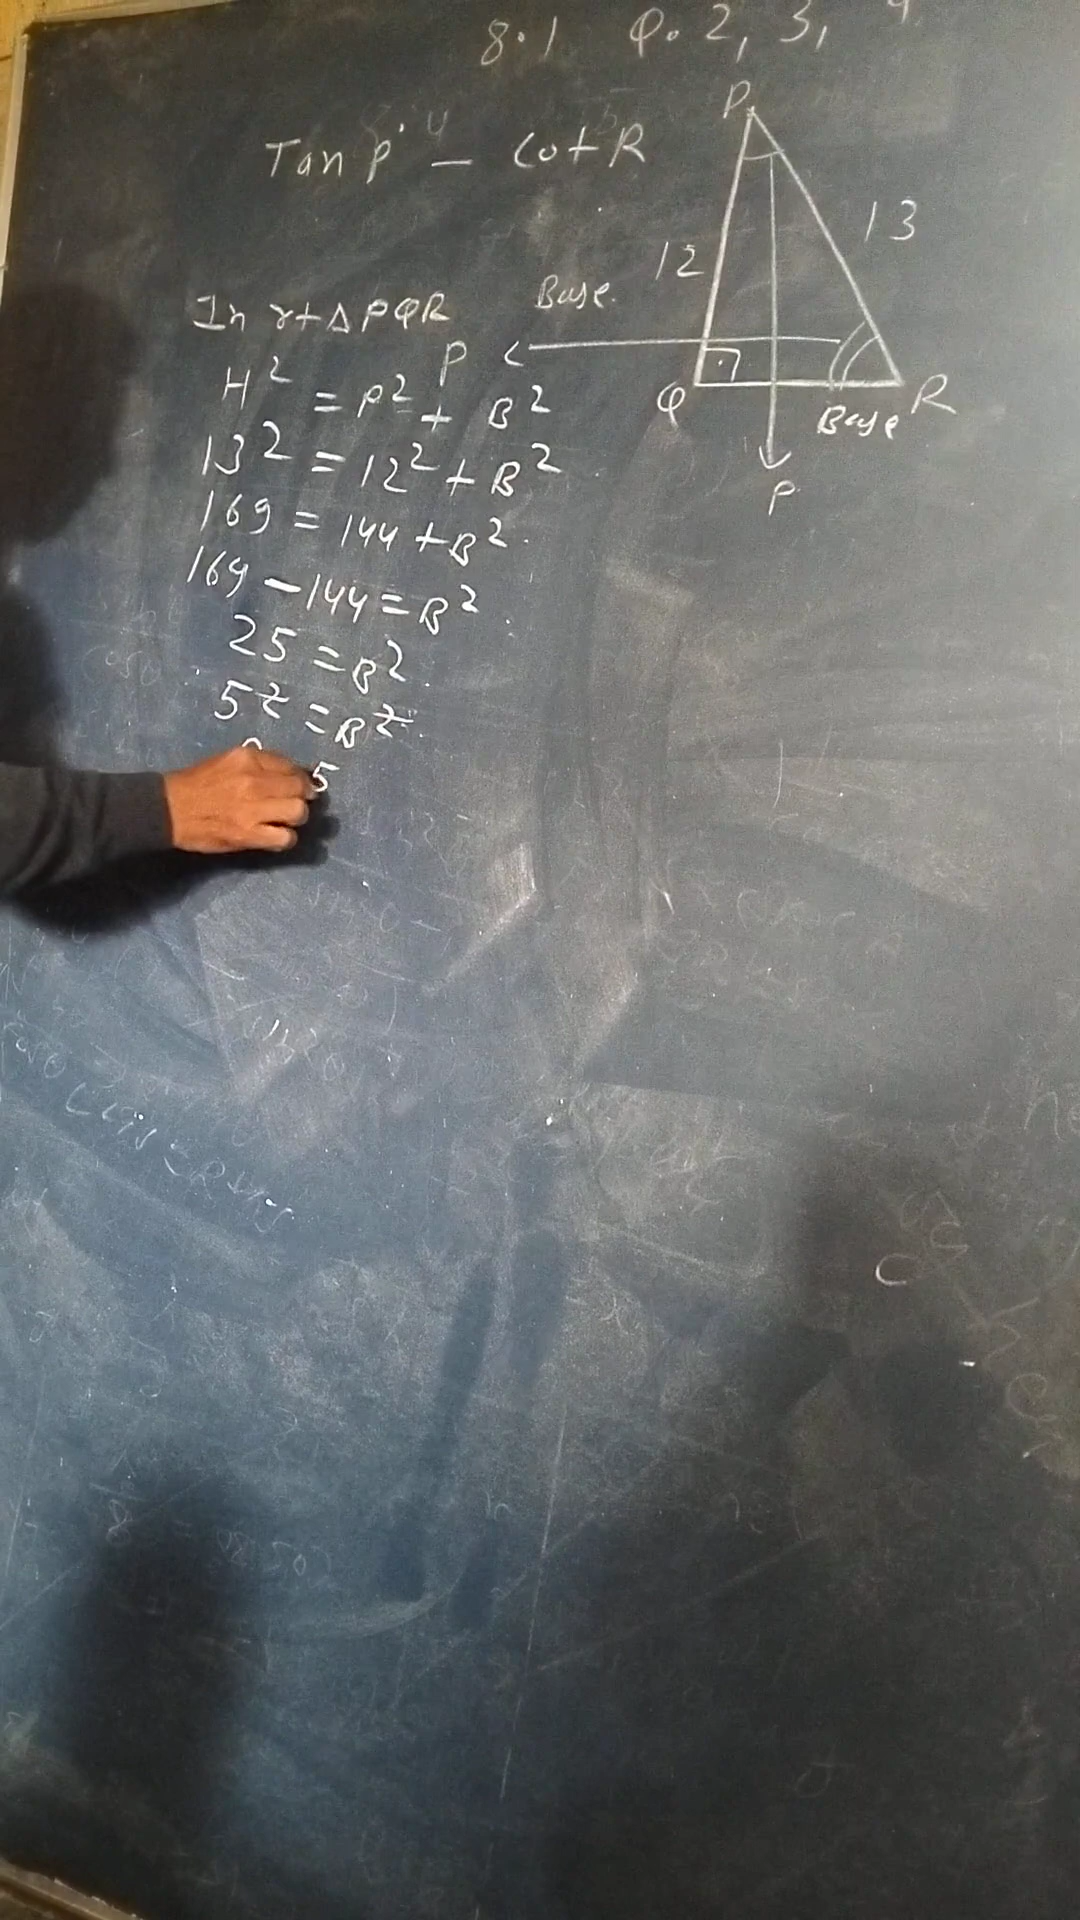 8.1 Q. 2, 3, 4
Tan P - Cot R
P
12
13
Base
Q
Base
R
P
In rt Δ PQR
P
H² = P² + B²
13² = 12² + B²
169 = 144 + B²
169 - 144 = B²
25 = B²
5² = B²
5